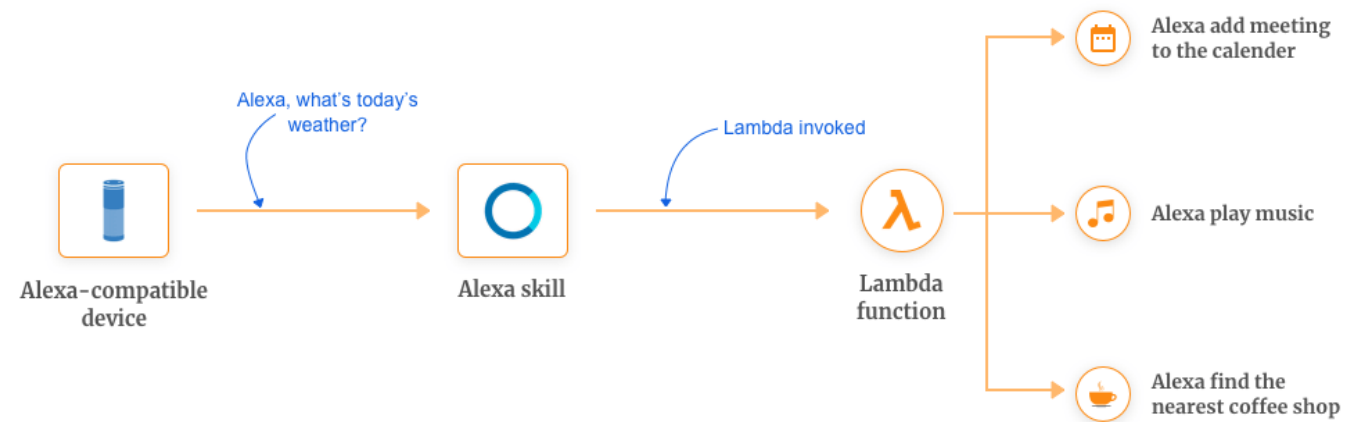 Alexa add meeting
to the calender
Alexa, what's today's
weather?
Lambda invoked
Alexa play music
Alexa-compatible
device
Alexa skill
Lambda
function
Alexa find the
nearest coffee shop